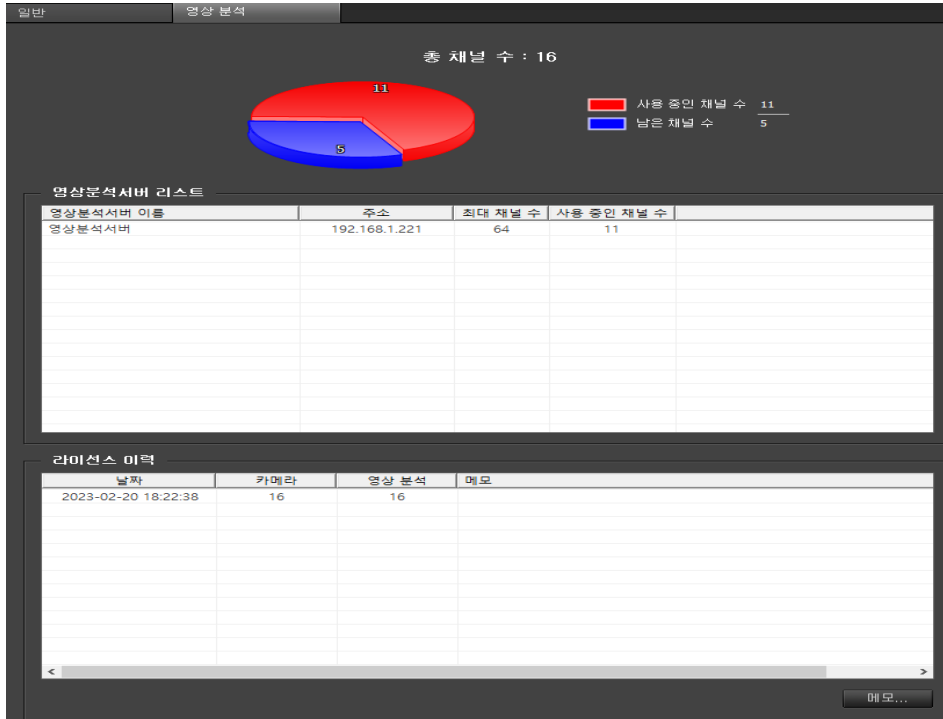 일반 영상 분석
총 채널 수 : 16
11
5
사용 중인 채널 수 11
남은 채널 수 5
영상분석서버 리스트
영상분석서버 이름 주소 최대 채널 수 사용 중인 채널 수
영상분석서버 192.168.1.221 64 11
라이선스 이력
날짜 카메라 영상 분석 메모
2023-02-20 18:22:38 16 16
메모...